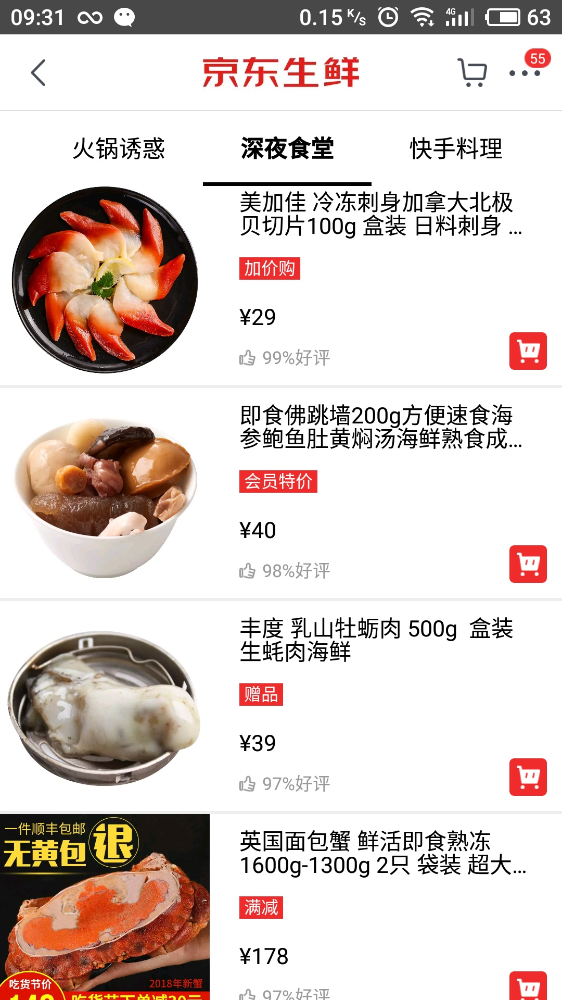 09:31
0.15 K/s
4G
63
京东生鲜
55
火锅诱惑
深夜食堂
快手料理
美加佳 冷冻刺身加拿大北极
贝切片100g 盒装 日料刺身 ...
加价购
¥29
99%好评
即食佛跳墙200g方便速食海
参鲍鱼肚黄焖汤海鲜熟食成...
会员特价
¥40
98%好评
丰度 乳山牡蛎肉 500g  盒装
生蚝肉海鲜
赠品
¥39
97%好评
一件顺丰包邮
无黄包退
英国面包蟹 鲜活即食熟冻
1600g-1300g 2只 袋装 超大...
满减
¥178
2018年新蟹
吃货节价
97%好评